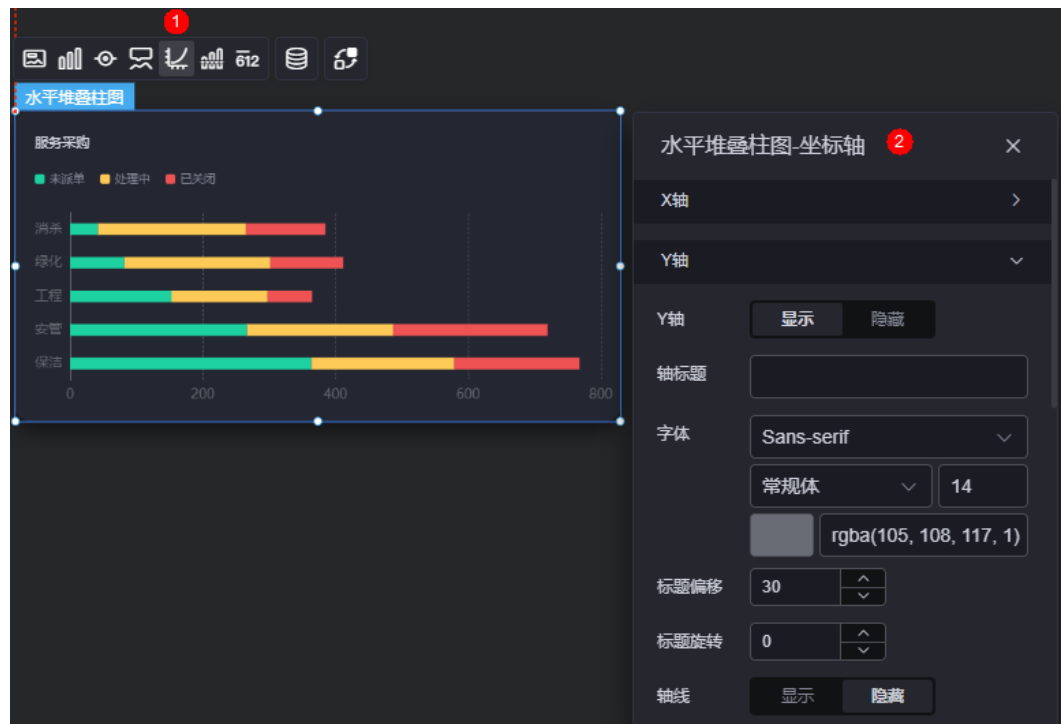 1
612
水平堆叠柱图
服务采购
未派单 处理中 已关闭
消杀
绿化
工程
安管
保洁
0 200 400 600 800
水平堆叠柱图-坐标轴 2
X轴
Y轴
Y轴 显示 隐藏
轴标题
字体 Sans-serif
常规体 14
rgba(105, 108, 117, 1)
标题偏移 30
标题旋转 0
轴线 显示 隐藏